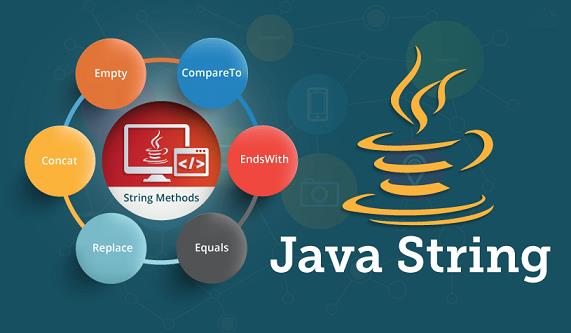 Empty
CompareTo
Concat
EndsWith
</>
String Methods
Replace
Equals
Java String